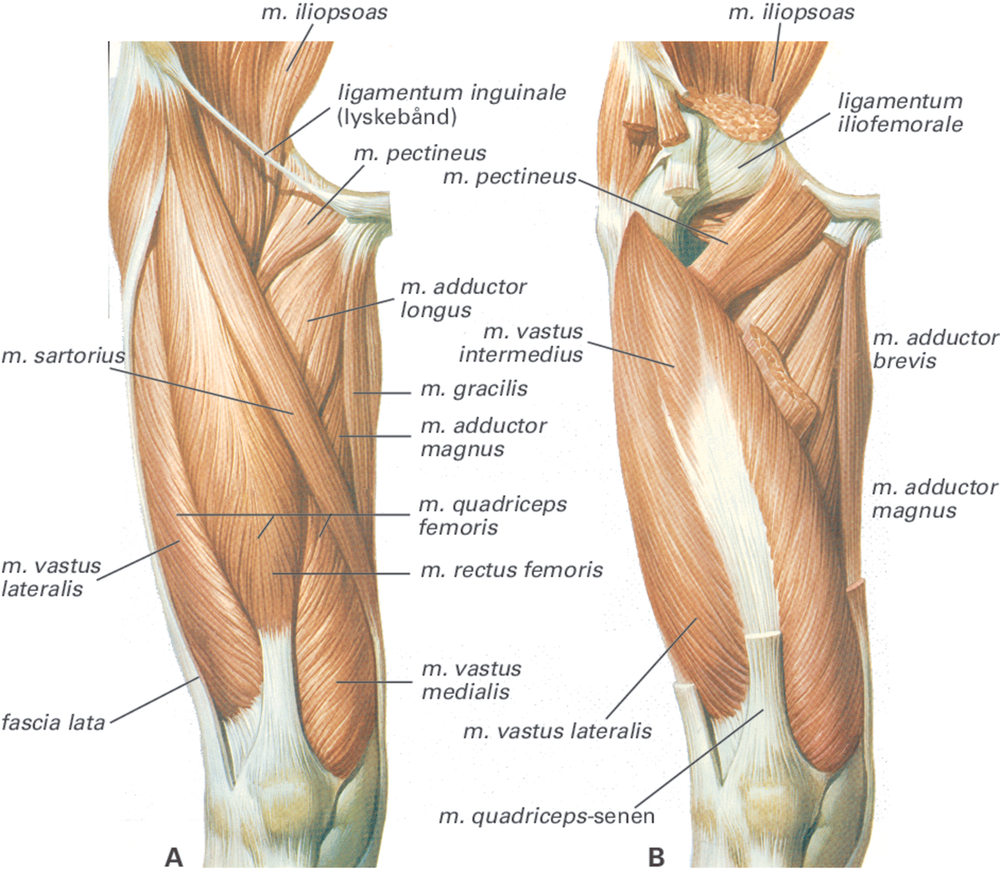 m. iliopsoas
ligamentum inguinale
(lyskebånd)
m. pectineus
m. adductor
longus
m. sartorius
m. gracilis
m. adductor
magnus
m. quadriceps
femoris
m. vastus
lateralis
m. rectus femoris
m. vastus
medialis
fascia lata
A
m. iliopsoas
ligamentum
iliofemorale
m. pectineus
m. vastus
intermedius
m. adductor
brevis
m. adductor
magnus
m. vastus lateralis
m. quadriceps-senen
B